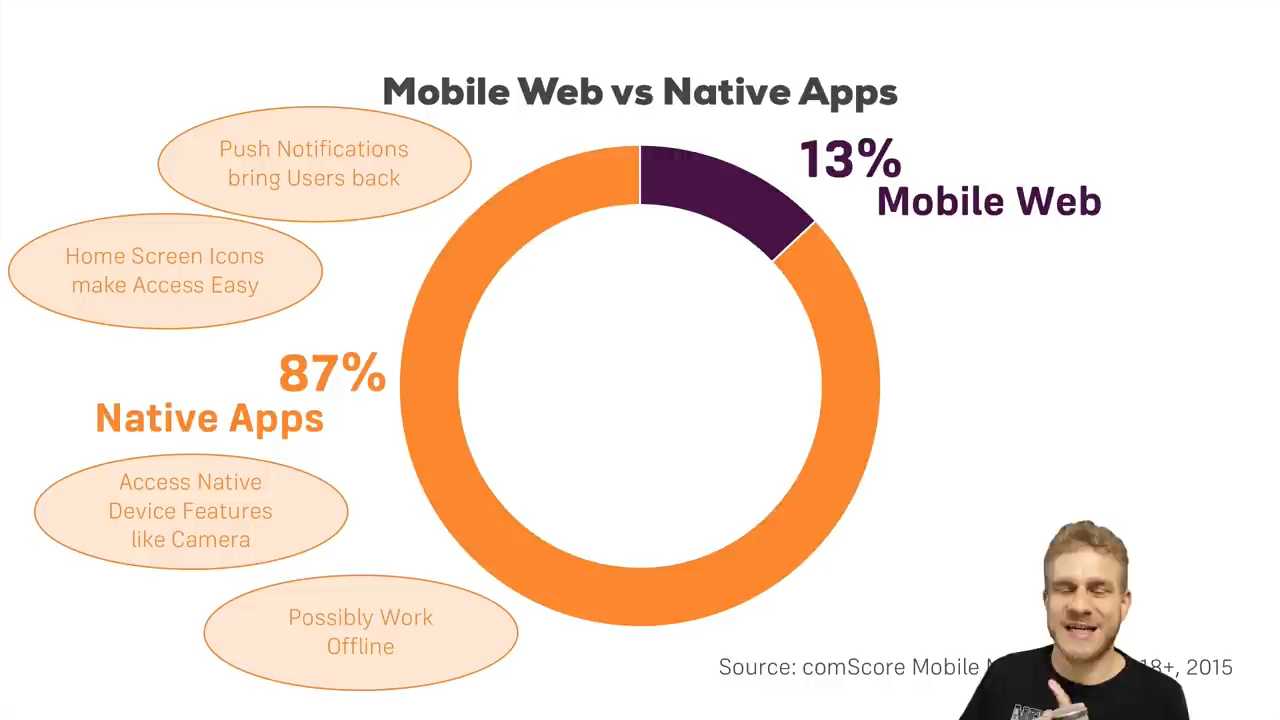 Mobile Web vs Native Apps
Push Notifications
bring Users back
13%
Mobile Web
Home Screen Icons
make Access Easy
87%
Native Apps
Access Native
Device Features
like Camera
Possibly Work
Offline
Source: comScore Mobile 18+, 2015